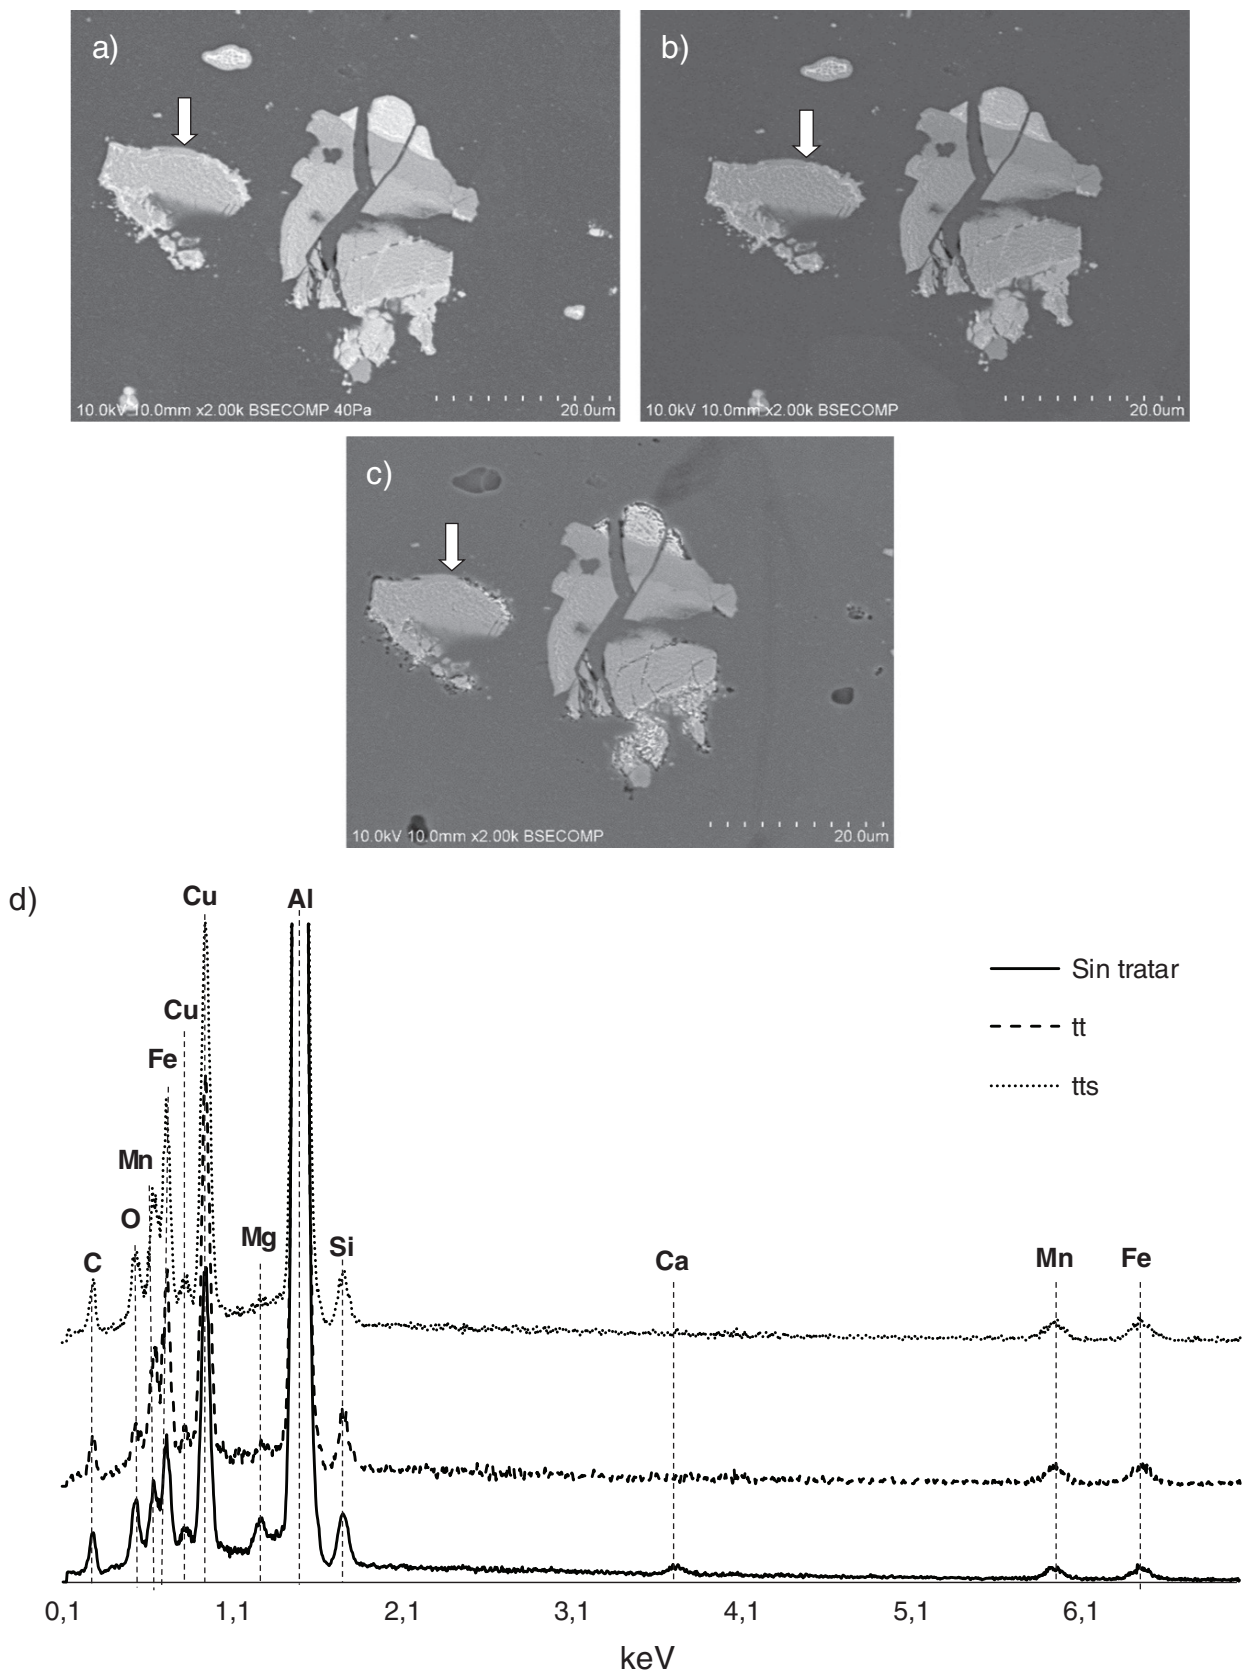 a)
10.0kV 10.0mm x2.00k BSECOMP 40Pa
20.0um
b)
10.0kV 10.0mm x2.00k BSECOMP
20.0um
c)
10.0kV 10.0mm x2.00k BSECOMP
20.0um
d)
Cu
Al
Cu
Fe
Mn
O
C
Mg
Si
Ca
Mn
Fe
Sin tratar
tt
tts
0,1
1,1
2,1
3,1
4,1
5,1
6,1
keV